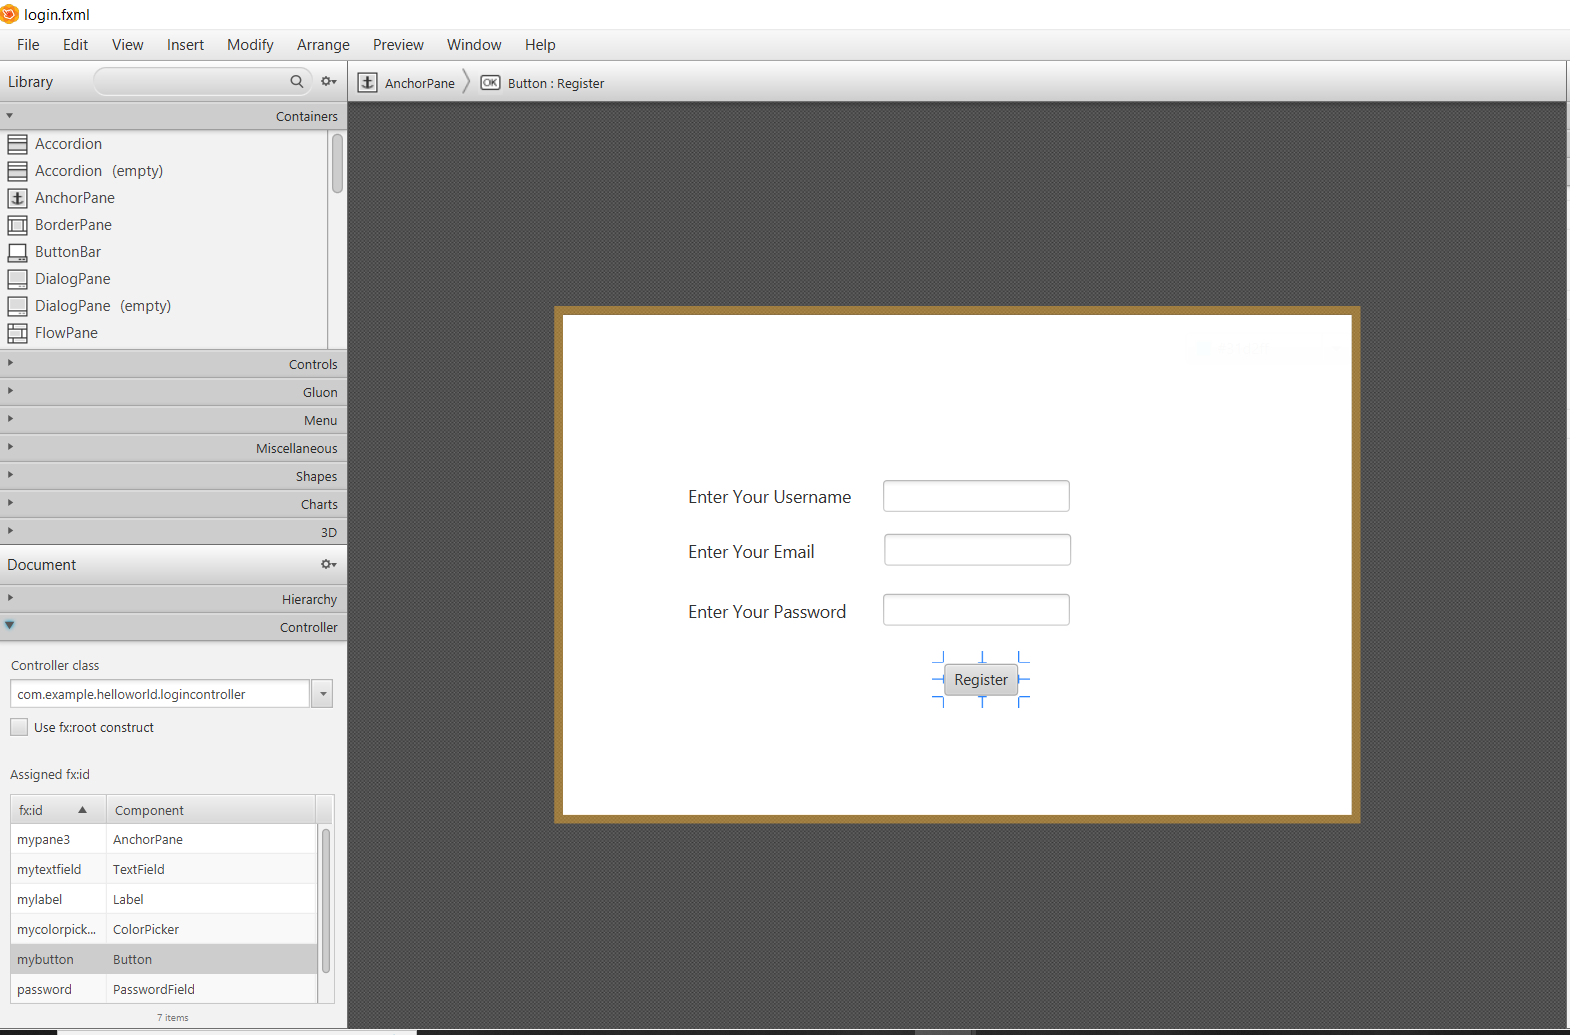 login.fxml
File Edit View Insert Modify Arrange Preview Window Help
Library
AnchorPane Button : Register
Containers
Accordion
Accordion (empty)
AnchorPane
BorderPane
ButtonBar
DialogPane
DialogPane (empty)
FlowPane
Controls
Gluon
Menu
Miscellaneous
Shapes
Charts
3D
Document
Hierarchy
Controller
Controller class
com.example.helloworld.logincontroller
Use fx:root construct
Assigned fx:id
fx:id Component
mypane3 AnchorPane
mytextfield TextField
mylabel Label
mycolorpick... ColorPicker
mybutton Button
password PasswordField
7 items
Enter Your Username
Enter Your Email
Enter Your Password
Register